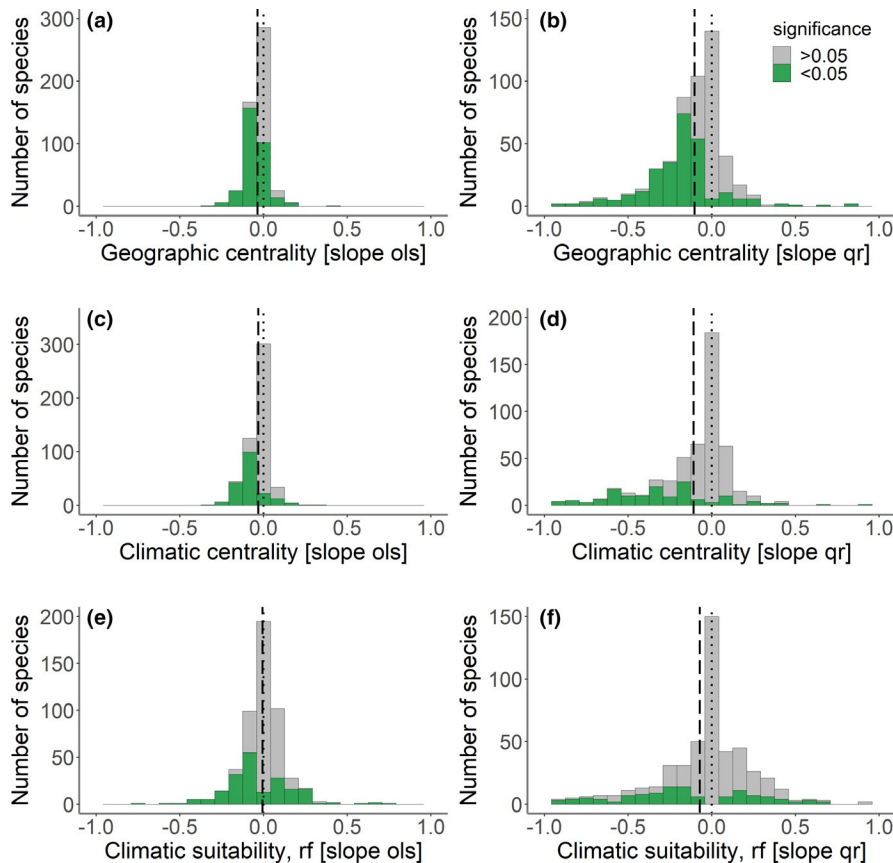 (a)
Number of species
300
200
100
0
-1.0 -0.5 0.0 0.5 1.0
Geographic centrality [slope ols]
(b)
Number of species
150
100
50
0
-1.0 -0.5 0.0 0.5 1.0
Geographic centrality [slope qr]
significance
>0.05
<0.05
(c)
Number of species
300
200
100
0
-1.0 -0.5 0.0 0.5 1.0
Climatic centrality [slope ols]
(d)
Number of species
200
150
100
50
0
-1.0 -0.5 0.0 0.5 1.0
Climatic centrality [slope qr]
(e)
Number of species
200
150
100
50
0
-1.0 -0.5 0.0 0.5 1.0
Climatic suitability, rf [slope ols]
(f)
Number of species
150
100
50
0
-1.0 -0.5 0.0 0.5 1.0
Climatic suitability, rf [slope qr]